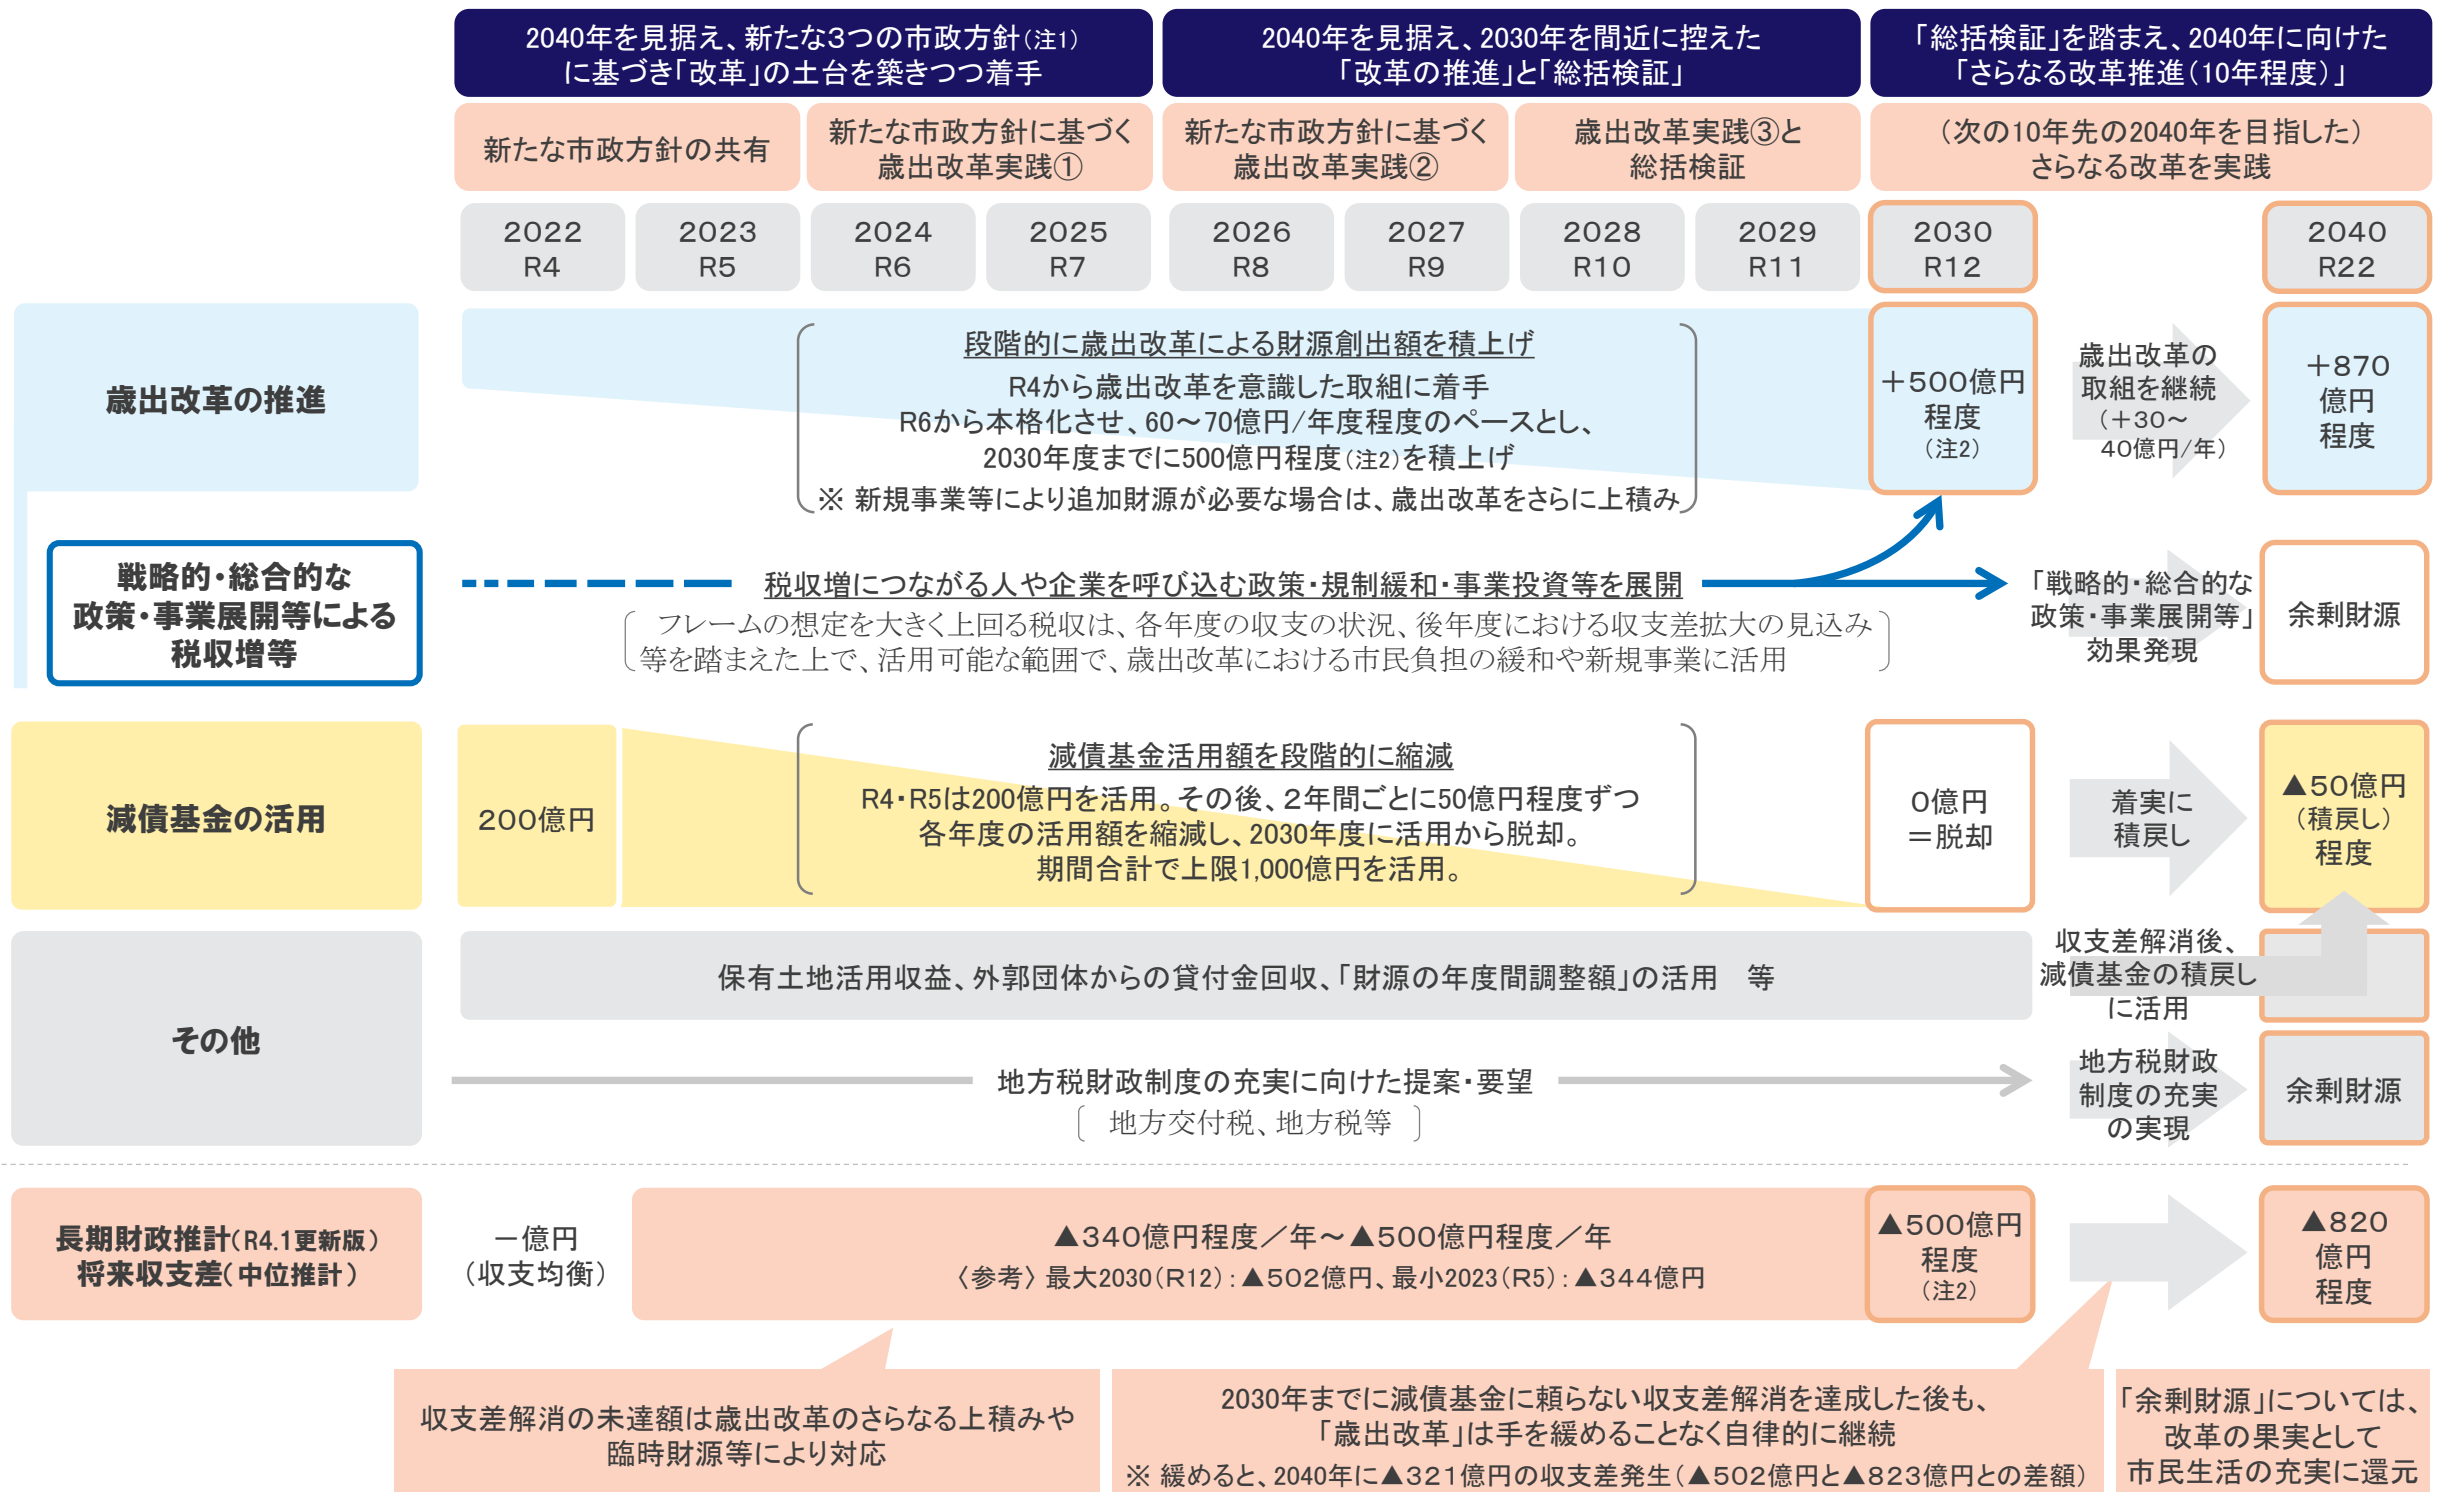 2040年を見据え、新たな3つの市政方針(注1)
に基づき「改革」の土台を築きつつ着手
2040年を見据え、2030年を間近に控えた
「改革の推進」と「総括検証」
「総括検証」を踏まえ、2040年に向けた
「さらなる改革推進(10年程度)」
新たな市政方針の共有
新たな市政方針に基づく
歳出改革実践①
新たな市政方針に基づく
歳出改革実践②
歳出改革実践③と
総括検証
(次の10年先の2040年を目指した)
さらなる改革を実践
2022
R4
2023
R5
2024
R6
2025
R7
2026
R8
2027
R9
2028
R10
2029
R11
2030
R12
2040
R22
歳出改革の推進
段階的に歳出改革による財源創出額を積上げ
R4から歳出改革を意識した取組に着手
R6から本格化させ、60～70億円/年度程度のペースとし、
2030年度までに500億円程度(注2)を積上げ
※ 新規事業等により追加財源が必要な場合は、歳出改革をさらに上積み
＋500億円
程度
(注2)
歳出改革の
取組を継続
(＋30～
40億円/年)
＋870
億円
程度
戦略的・総合的な
政策・事業展開等による
税収増等
税収増につながる人や企業を呼び込む政策・規制緩和・事業投資等を展開
フレームの想定を大きく上回る税収は、各年度の収支の状況、後年度における収支差拡大の見込み
等を踏まえた上で、活用可能な範囲で、歳出改革における市民負担の緩和や新規事業に活用
「戦略的・総合的な
政策・事業展開等」
効果発現
余剰財源
減債基金の活用
200億円
減債基金活用額を段階的に縮減
R4・R5は200億円を活用。その後、2年間ごとに50億円程度ずつ
各年度の活用額を縮減し、2030年度に活用から脱却。
期間合計で上限1,000億円を活用。
0億円
＝脱却
着実に
積戻し
▲50億円
(積戻し)
程度
その他
保有土地活用収益、外郭団体からの貸付金回収、「財源の年度間調整額」の活用　等
収支差解消後、
減債基金の積戻し
に活用
地方税財政制度の充実に向けた提案・要望
地方交付税、地方税等
地方税財政
制度の充実
の実現
余剰財源
長期財政推計(R4.1更新版)
将来収支差(中位推計)
－億円
(収支均衡)
▲340億円程度／年～▲500億円程度／年
〈参考〉最大2030(R12)：▲502億円、最小2023(R5)：▲344億円
▲500億円
程度
(注2)
▲820
億円
程度
収支差解消の未達額は歳出改革のさらなる上積みや
臨時財源等により対応
2030年までに減債基金に頼らない収支差解消を達成した後も、
「歳出改革」は手を緩めることなく自律的に継続
※ 緩めると、2040年に▲321億円の収支差発生(▲502億円と▲823億円との差額)
「余剰財源」については、
改革の果実として
市民生活の充実に還元